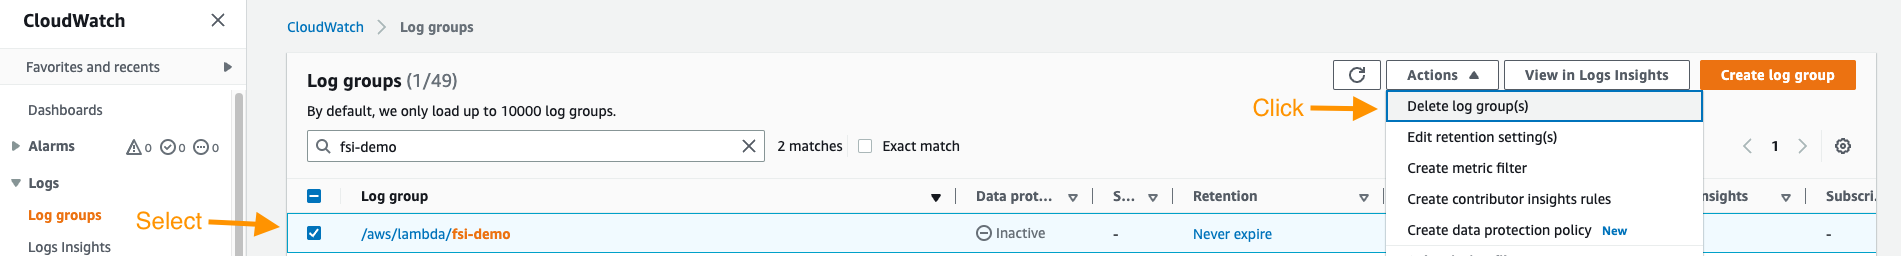 CloudWatch
Favorites and recents
Dashboards
Alarms 0 0 0
Logs
Log groups
Logs Insights
CloudWatch > Log groups
Log groups (1/49)
By default, we only load up to 10000 log groups.
Actions
View in Logs Insights
Create log group
fsi-demo
2 matches
Exact match
1
Click
Delete log group(s)
Edit retention setting(s)
Create metric filter
Create contributor insights rules
Create data protection policy New
Log group
Data prot...
S...
Retention
nsights
Subscri
Select
/aws/lambda/fsi-demo
Inactive
-
Never expire
-